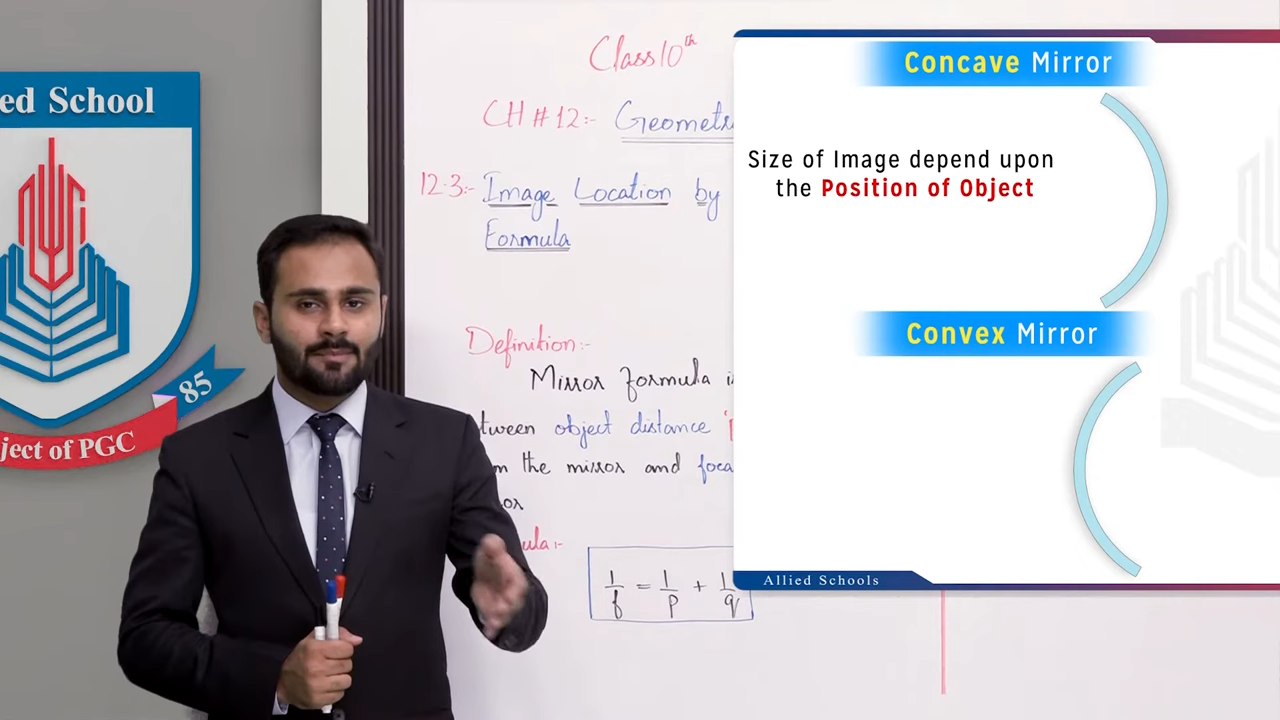 ed School
85
ject of PGC
Class 10th
CH # 12:- Geometr
12.3:- Image Location by
Formula
Definition:-
Mirror formula i
tween object distance 'p
m the mirror and foca
or
ula:-
1/f = 1/p + 1/q
Concave Mirror
Size of Image depend upon
the Position of Object
Convex Mirror
Allied Schools